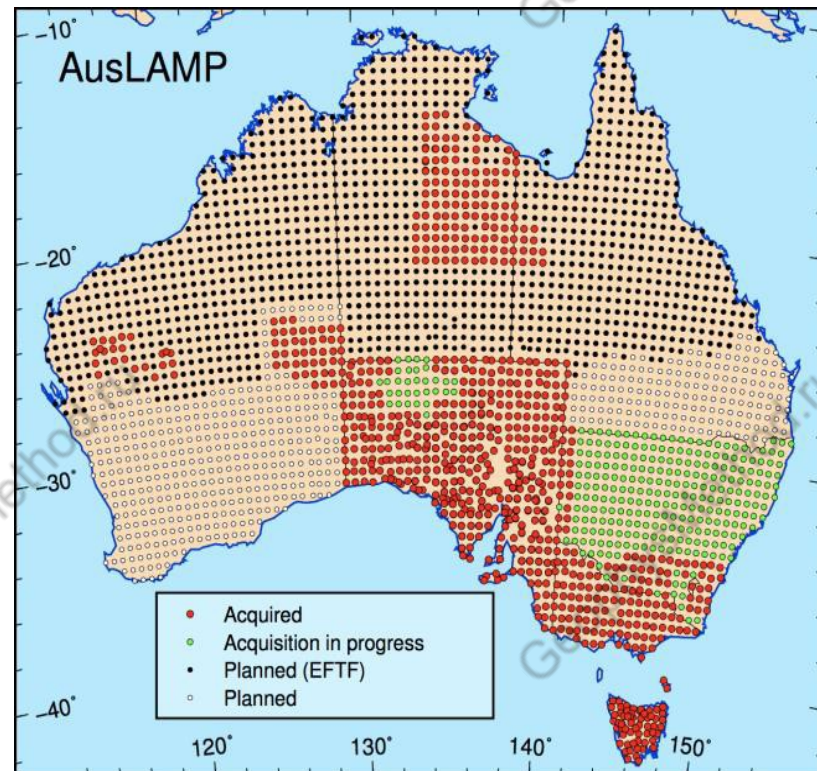 −10°
AusLAMP
−20°
−30°
Acquired
Acquisition in progress
Planned (EFTF)
Planned
−40°
120° 130° 140° 150°